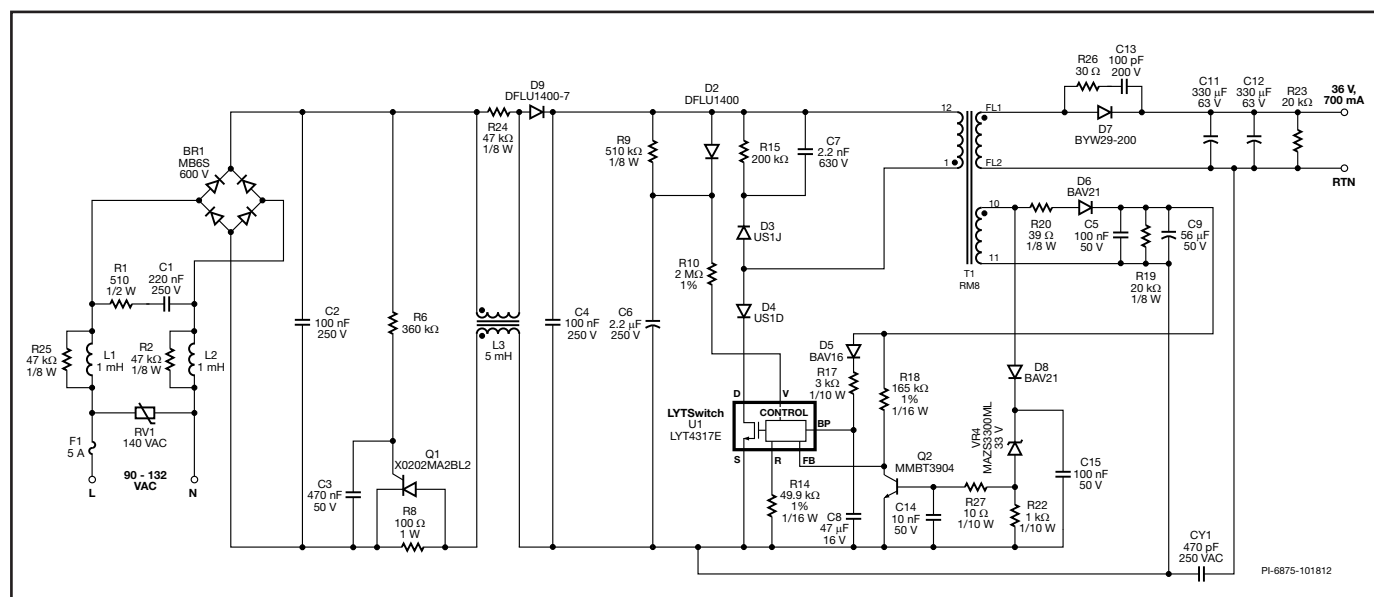 R26
30 Ω
C13
100 pF
200 V
C11
330 µF
63 V
C12
330 µF
63 V
R23
20 kΩ
36 V,
700 mA
D9
DFLU1400-7
D2
DFLU1400
12
FL1
D7
BYW29-200
R24
47 kΩ
1/8 W
R9
510 kΩ
1/8 W
R15
200 kΩ
C7
2.2 nF
630 V
BR1
MB6S
600 V
1
FL2
RTN
D6
BAV21
10
R20
39 Ω
1/8 W
C5
100 nF
50 V
C9
56 µF
50 V
D3
US1J
11
R19
20 kΩ
1/8 W
T1
RM8
R1
510
1/2 W
C1
220 nF
250 V
R10
2 MΩ
1%
C2
100 nF
250 V
R6
360 kΩ
L3
5 mH
C4
100 nF
250 V
C6
2.2 µF
250 V
D4
US1D
R25
47 kΩ
1/8 W
L1
1 mH
R2
47 kΩ
1/8 W
L2
1 mH
D5
BAV16
R17
3 kΩ
1/10 W
R18
165 kΩ
1%
1/16 W
D8
BAV21
RV1
140 VAC
F1
5 A
90 - 132
VAC
L
N
D
V
LYTSwitch
U1
LYT4317E
CONTROL
BP
S
R
FB
VR4
MAZS3300ML
33 V
Q1
X0202MA2BL2
Q2
MMBT3904
C15
100 nF
50 V
C3
470 nF
50 V
R8
100 Ω
1 W
R14
49.9 kΩ
1%
1/16 W
C8
47 µF
16 V
C14
10 nF
50 V
R27
10 Ω
1/10 W
R22
1 kΩ
1/10 W
CY1
470 pF
250 VAC
PI-6875-101812